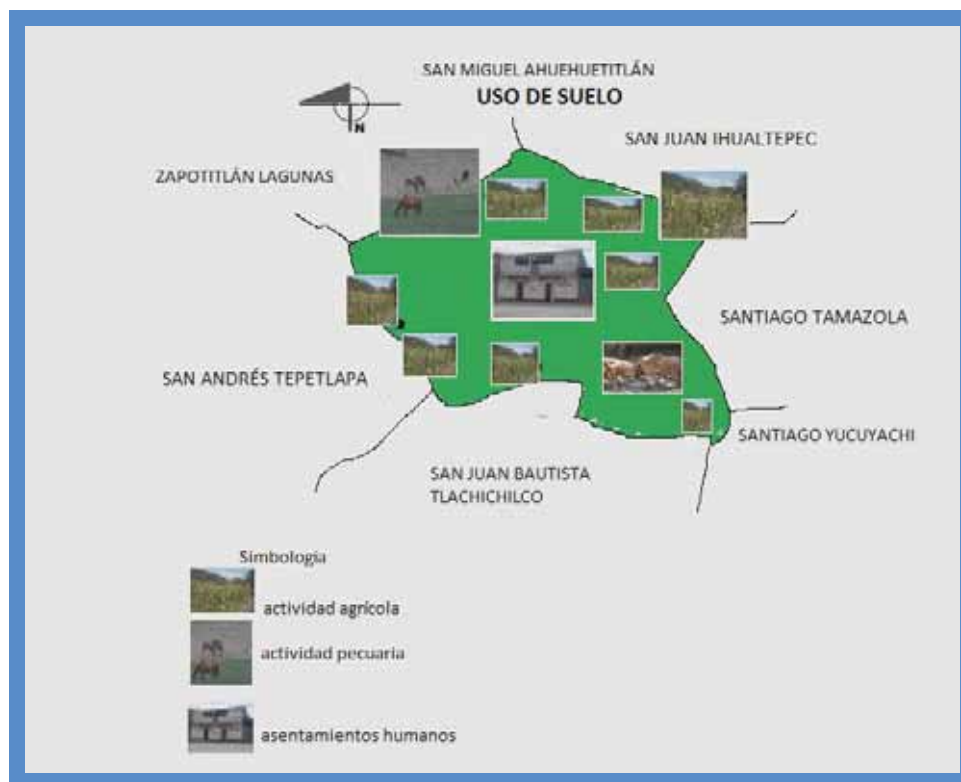 SAN MIGUEL AHUEHUETITLÁN
USO DE SUELO
N
SAN JUAN IHUALTEPEC
ZAPOTITLÁN LAGUNAS
SANTIAGO TAMAZOLA
SAN ANDRÉS TEPETLAPA
SANTIAGO YUCUYACHI
SAN JUAN BAUTISTA
TLACHICHILCO
Simbologia
actividad agrícola
actividad pecuaria
asentamientos humanos